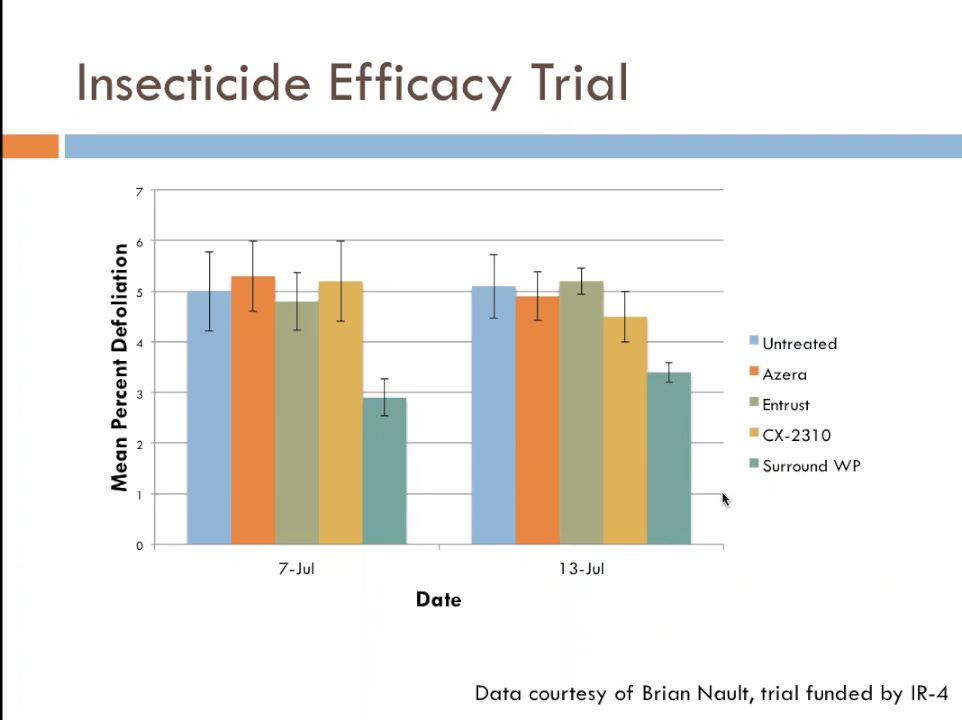 Insecticide Efficacy Trial
7
6
5
4
3
2
1
0
Mean Percent Defoliation
7-Jul
13-Jul
Date
Untreated
Azera
Entrust
CX-2310
Surround WP
Data courtesy of Brian Nault, trial funded by IR-4